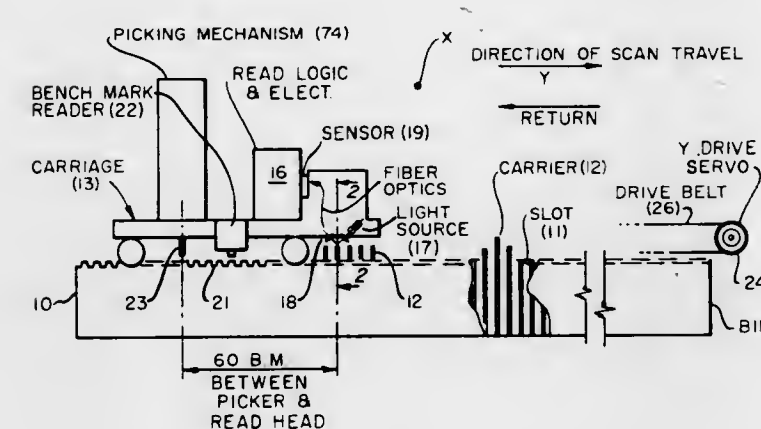 PICKING MECHANISM (74)
BENCH MARK
READER (22)
READ LOGIC
& ELECT.
SENSOR (19)
X
DIRECTION OF SCAN TRAVEL
Y
RETURN
CARRIAGE
(13)
16
2
FIBER
OPTICS
LIGHT
SOURCE
(17)
CARRIER (12)
SLOT
(11)
Y DRIVE
SERVO
DRIVE BELT
(26)
24
10
23
21
18
2
12
60 B.M.
BETWEEN
PICKER &
READ HEAD